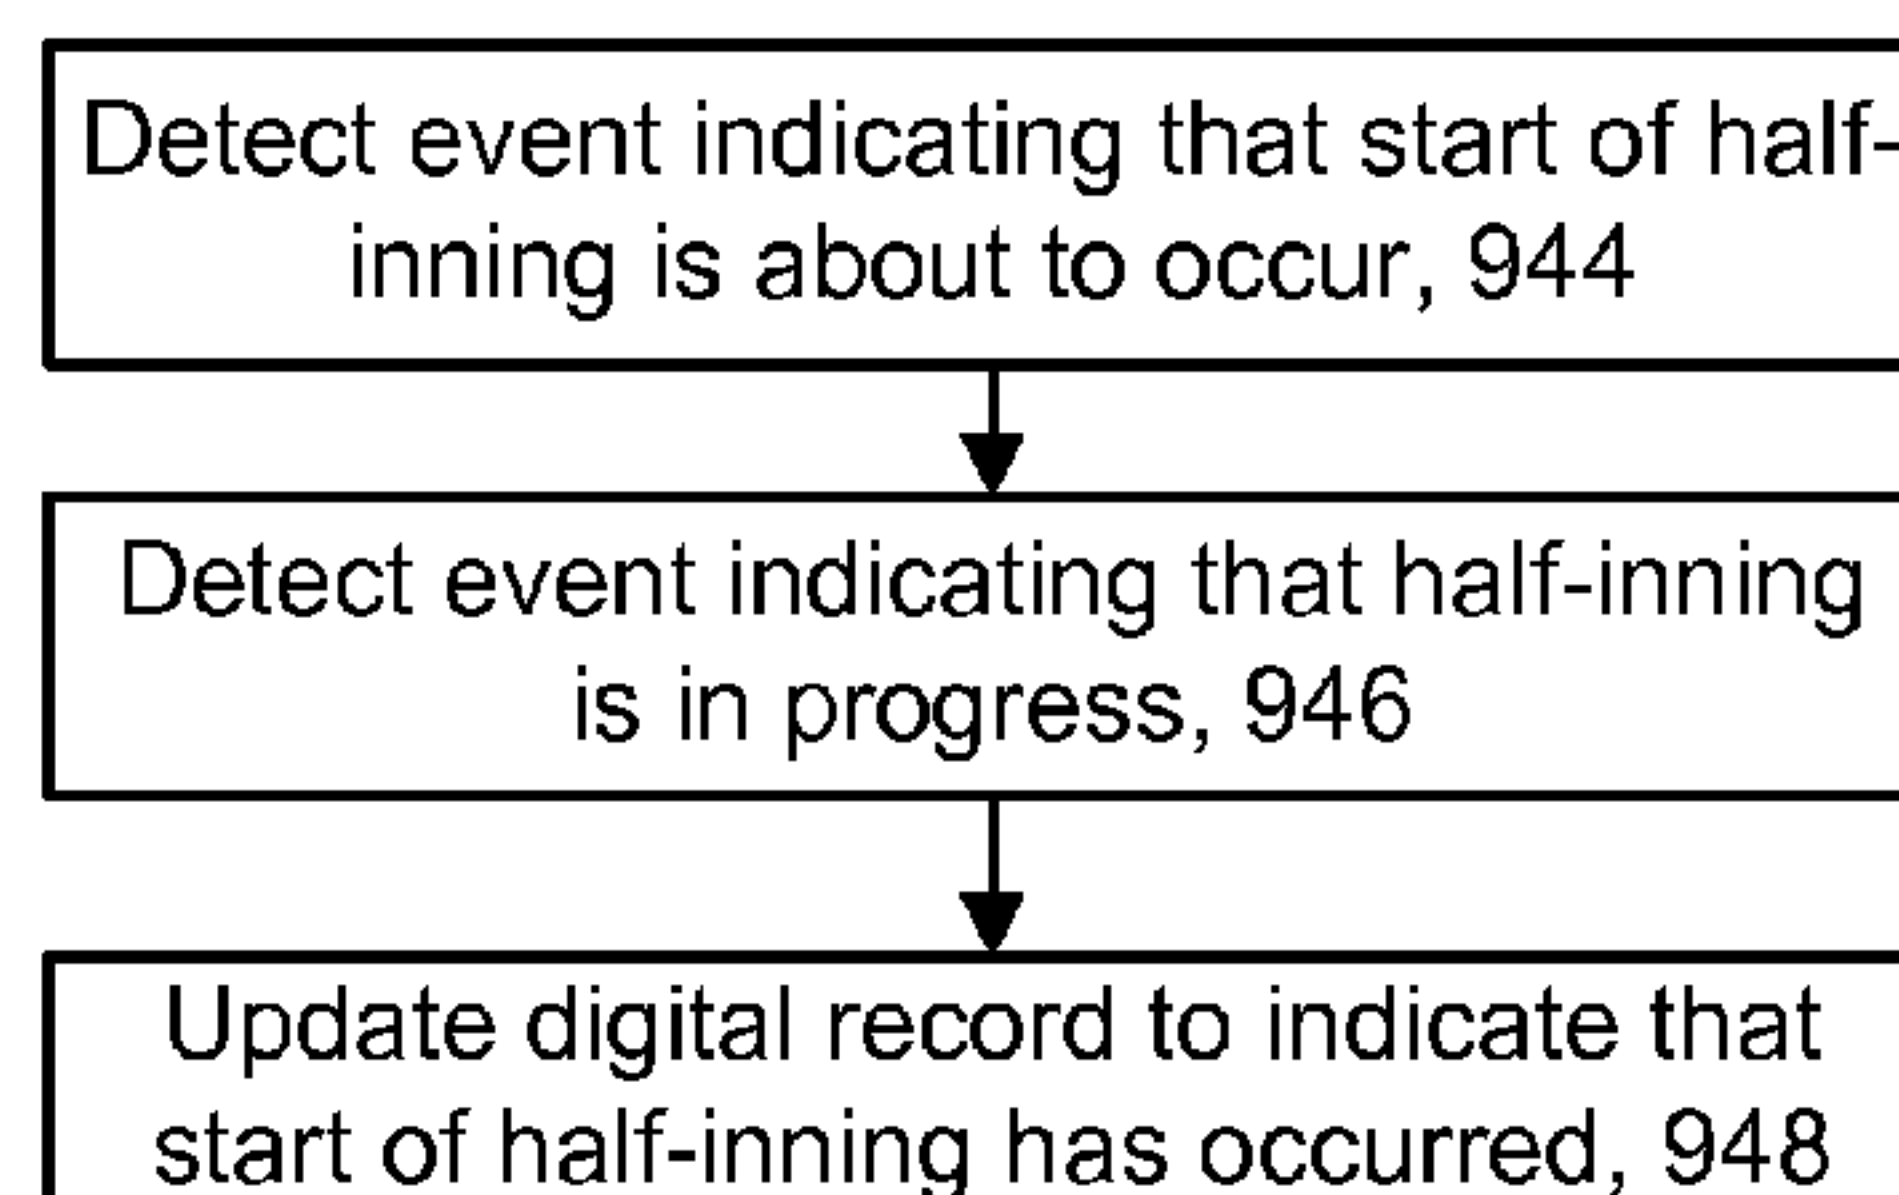 Detect event indicating that start of half-
inning is about to occur, 944
Detect event indicating that half-inning
is in progress, 946
Update digital record to indicate that
start of half-inning has occurred, 948